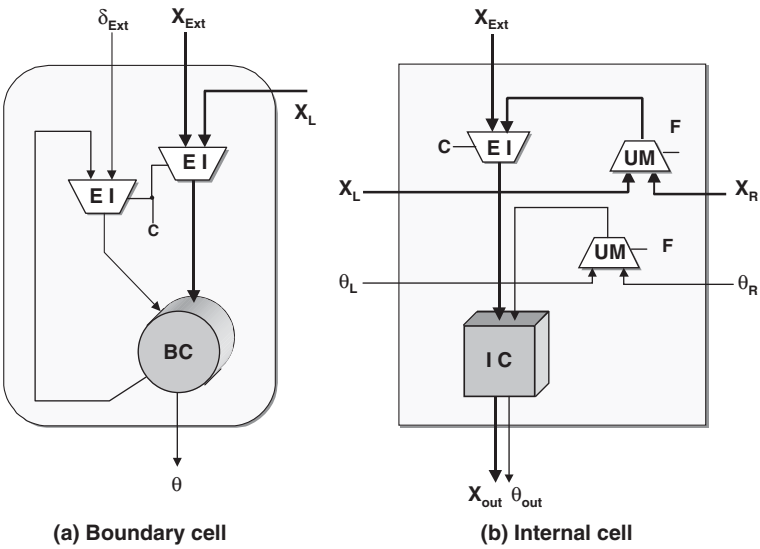 δExt
XExt
XL
E I
E I
C
BC
θ
(a) Boundary cell
XExt
F
C
E I
UM
XL
XR
UM
F
θL
θR
I C
Xout θout
(b) Internal cell